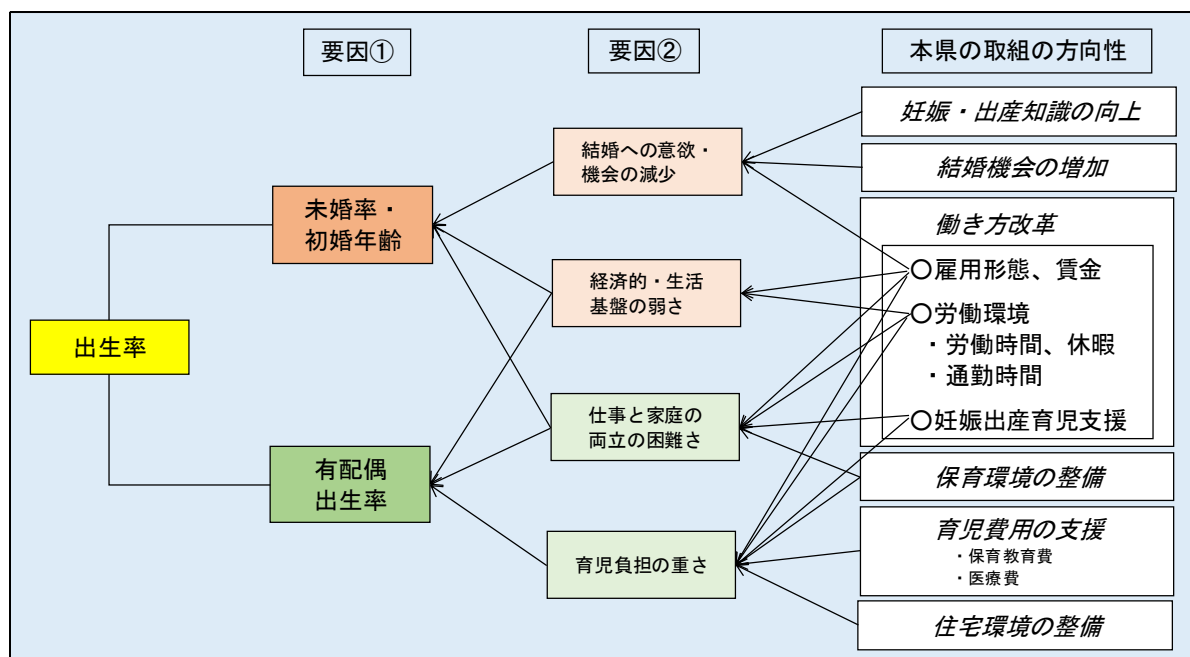 要因①
要因②
本県の取組の方向性
出生率
未婚率・
初婚年齢
有配偶
出生率
結婚への意欲・
機会の減少
経済的・生活
基盤の弱さ
仕事と家庭の
両立の困難さ
育児負担の重さ
妊娠・出産知識の向上
結婚機会の増加
働き方改革
○雇用形態、賃金
○労働環境
・労働時間、休暇
・通勤時間
○妊娠出産育児支援
保育環境の整備
育児費用の支援
・保育教育費
・医療費
住宅環境の整備